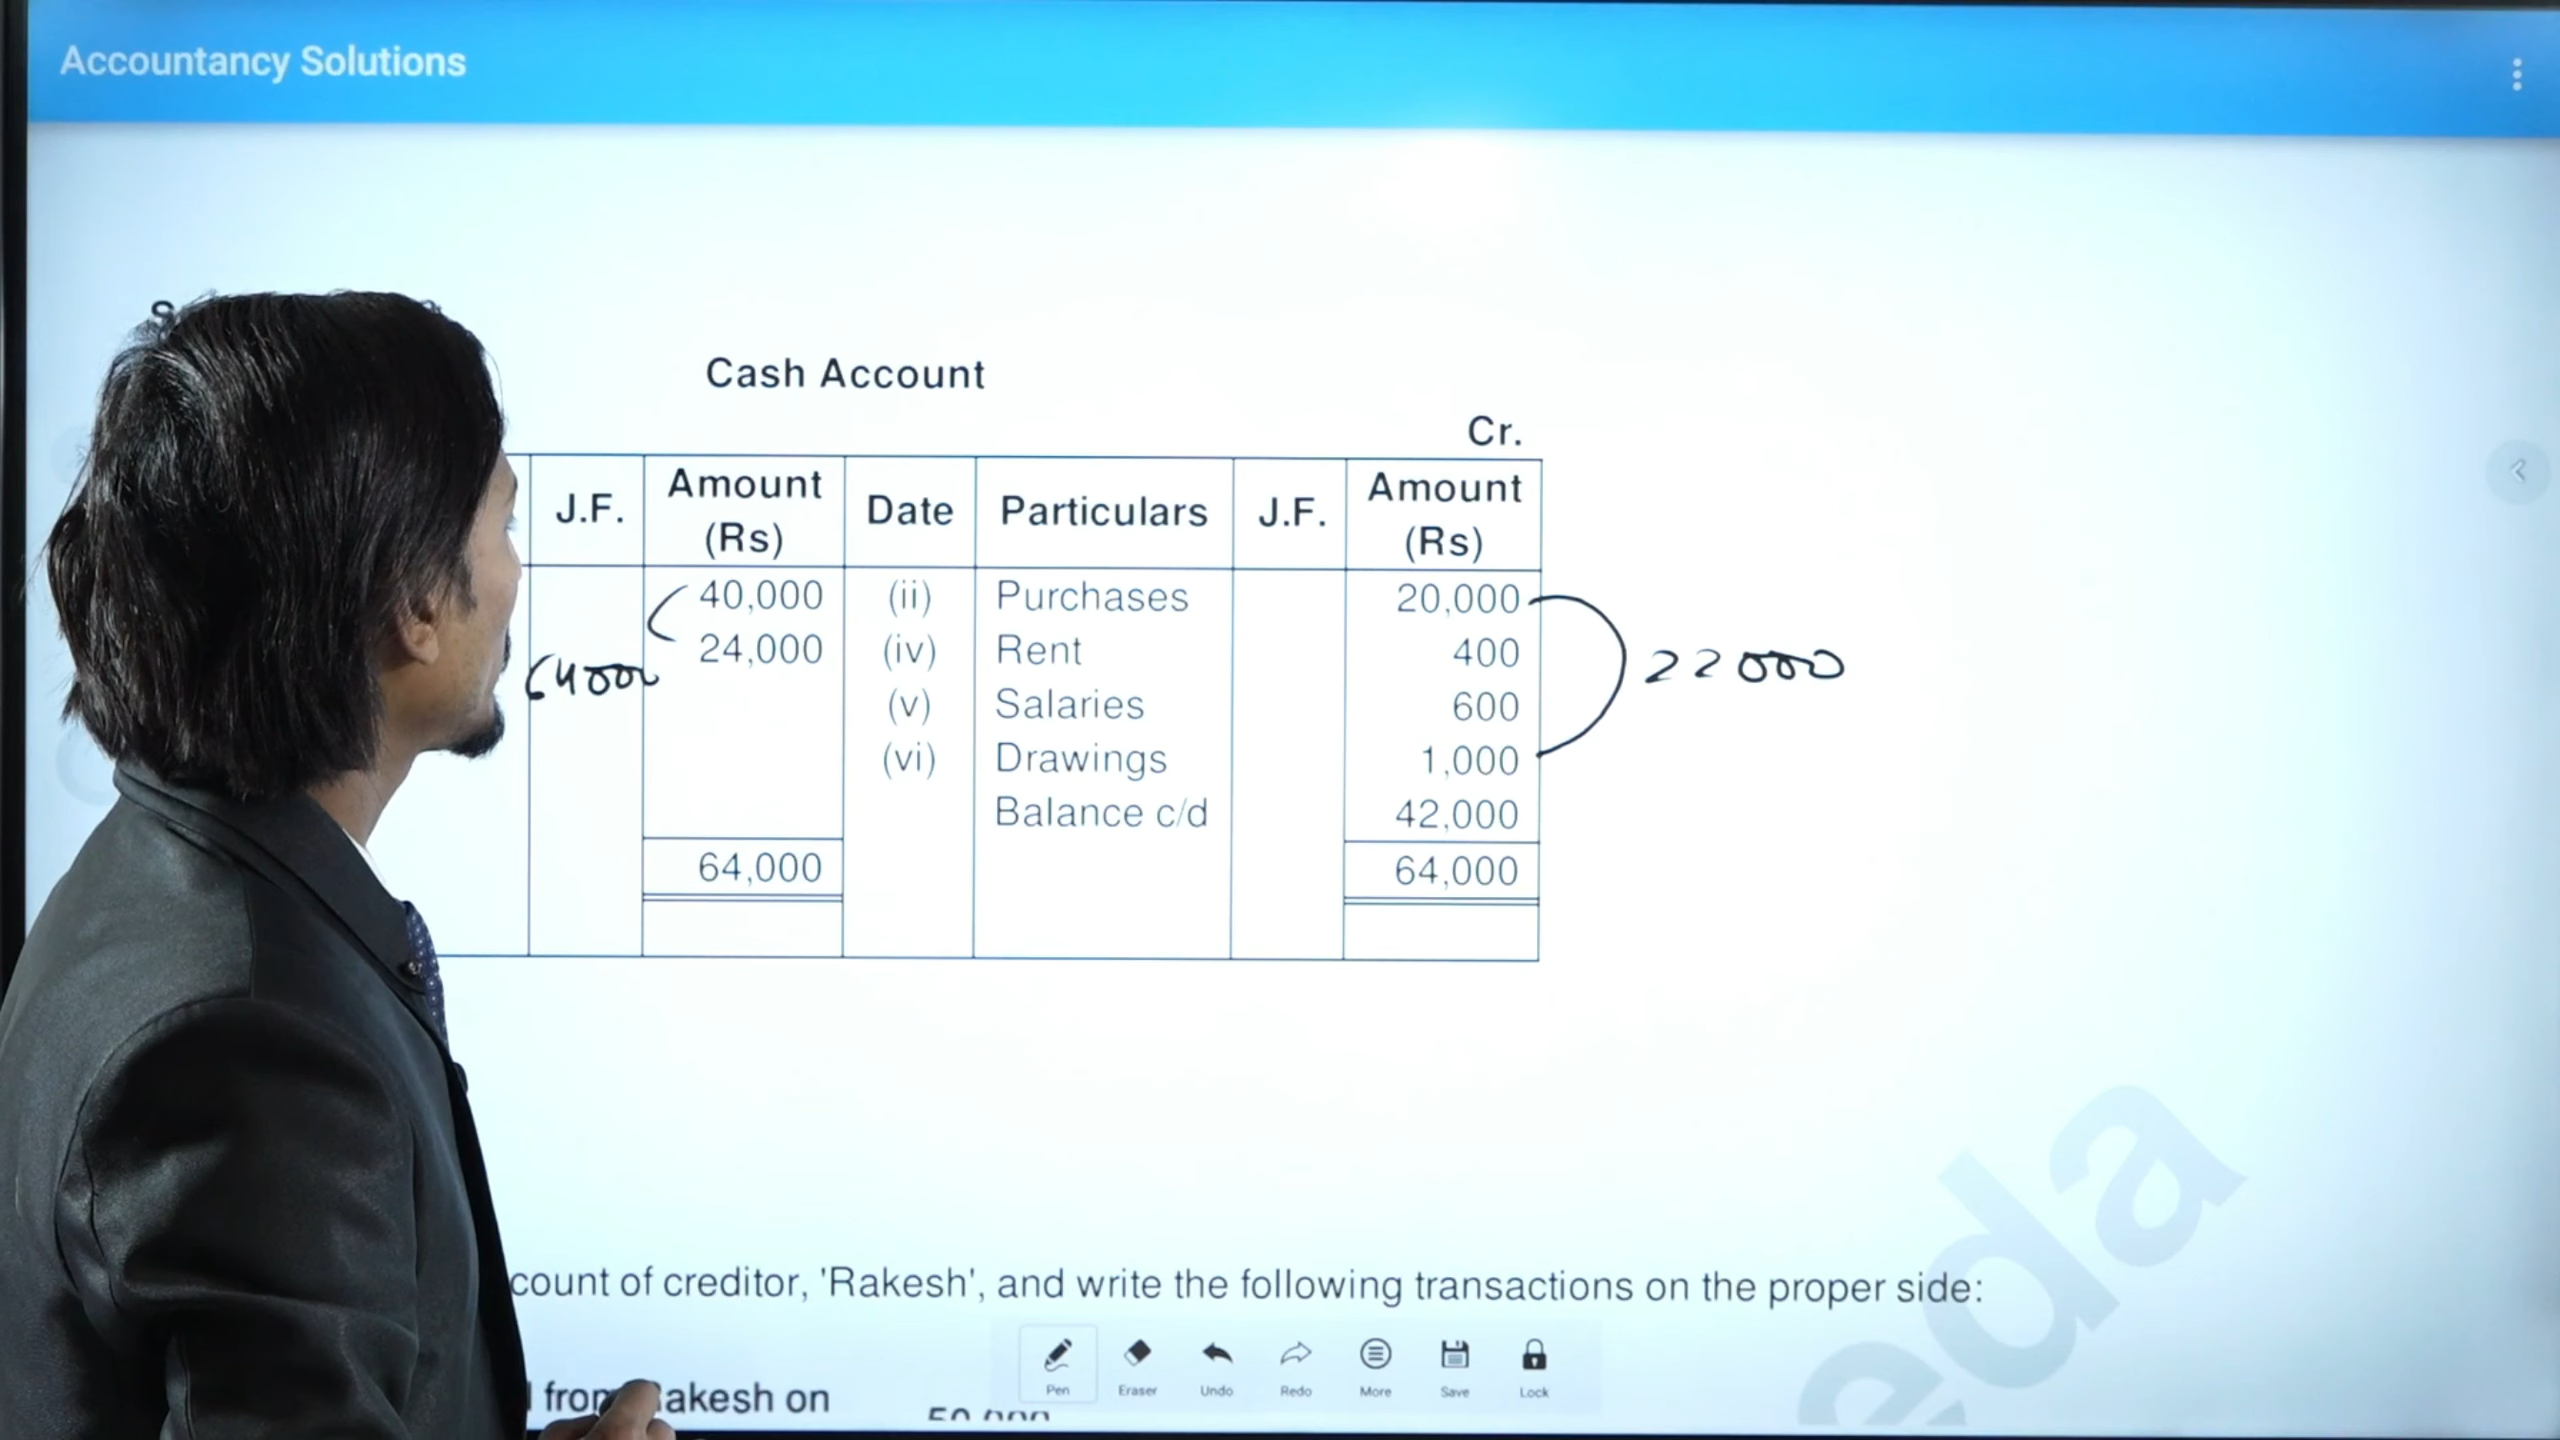 Accountancy Solutions
Cash Account
Cr.
J.F. Amount (Rs) Date Particulars J.F. Amount (Rs)
40,000 (ii) Purchases 20,000
24,000 (iv) Rent 400
64000 22000
(v) Salaries 600
(vi) Drawings 1,000
Balance c/d 42,000
64,000 64,000
count of creditor, 'Rakesh', and write the following transactions on the proper side:
from Rakesh on
Pen Eraser Undo Redo More Save Lock
eda